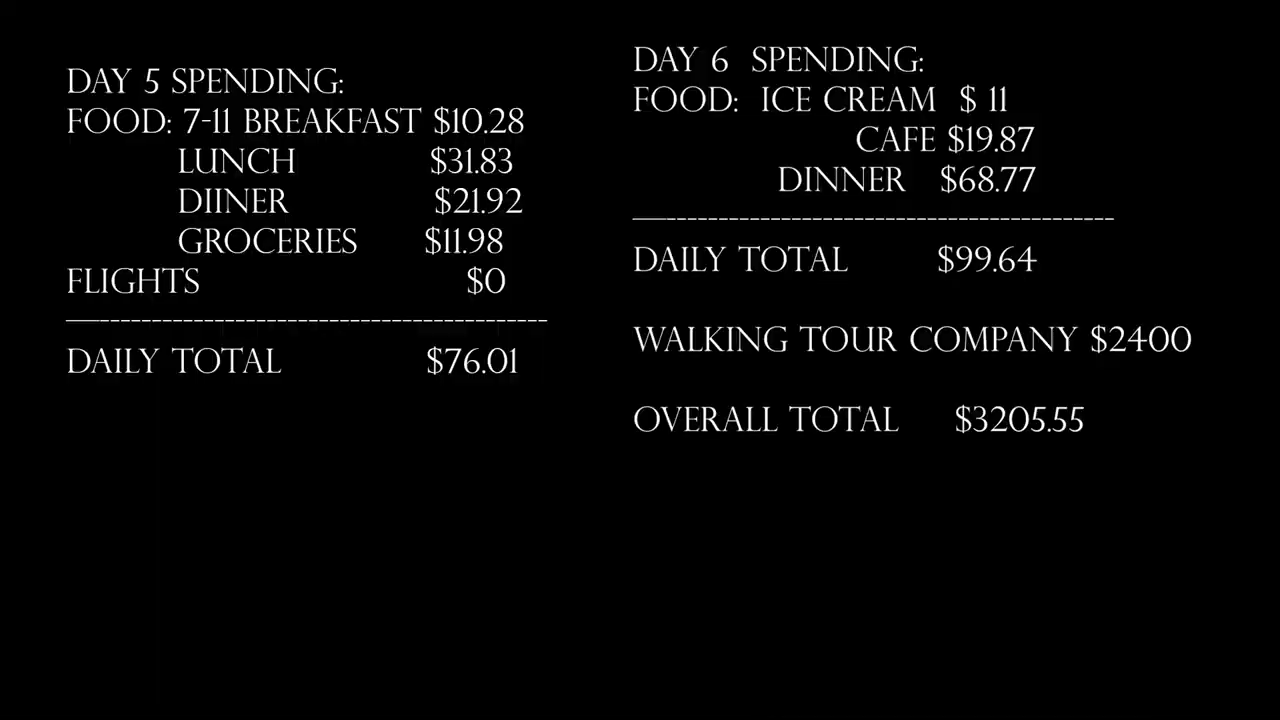 DAY 5 SPENDING:
FOOD: 7-11 BREAKFAST $10.28
LUNCH $31.83
DIINER $21.92
GROCERIES $11.98
FLIGHTS $0
DAILY TOTAL $76.01
DAY 6 SPENDING:
FOOD: ICE CREAM $ 11
CAFE $19.87
DINNER $68.77
DAILY TOTAL $99.64
WALKING TOUR COMPANY $2400
OVERALL TOTAL $3205.55